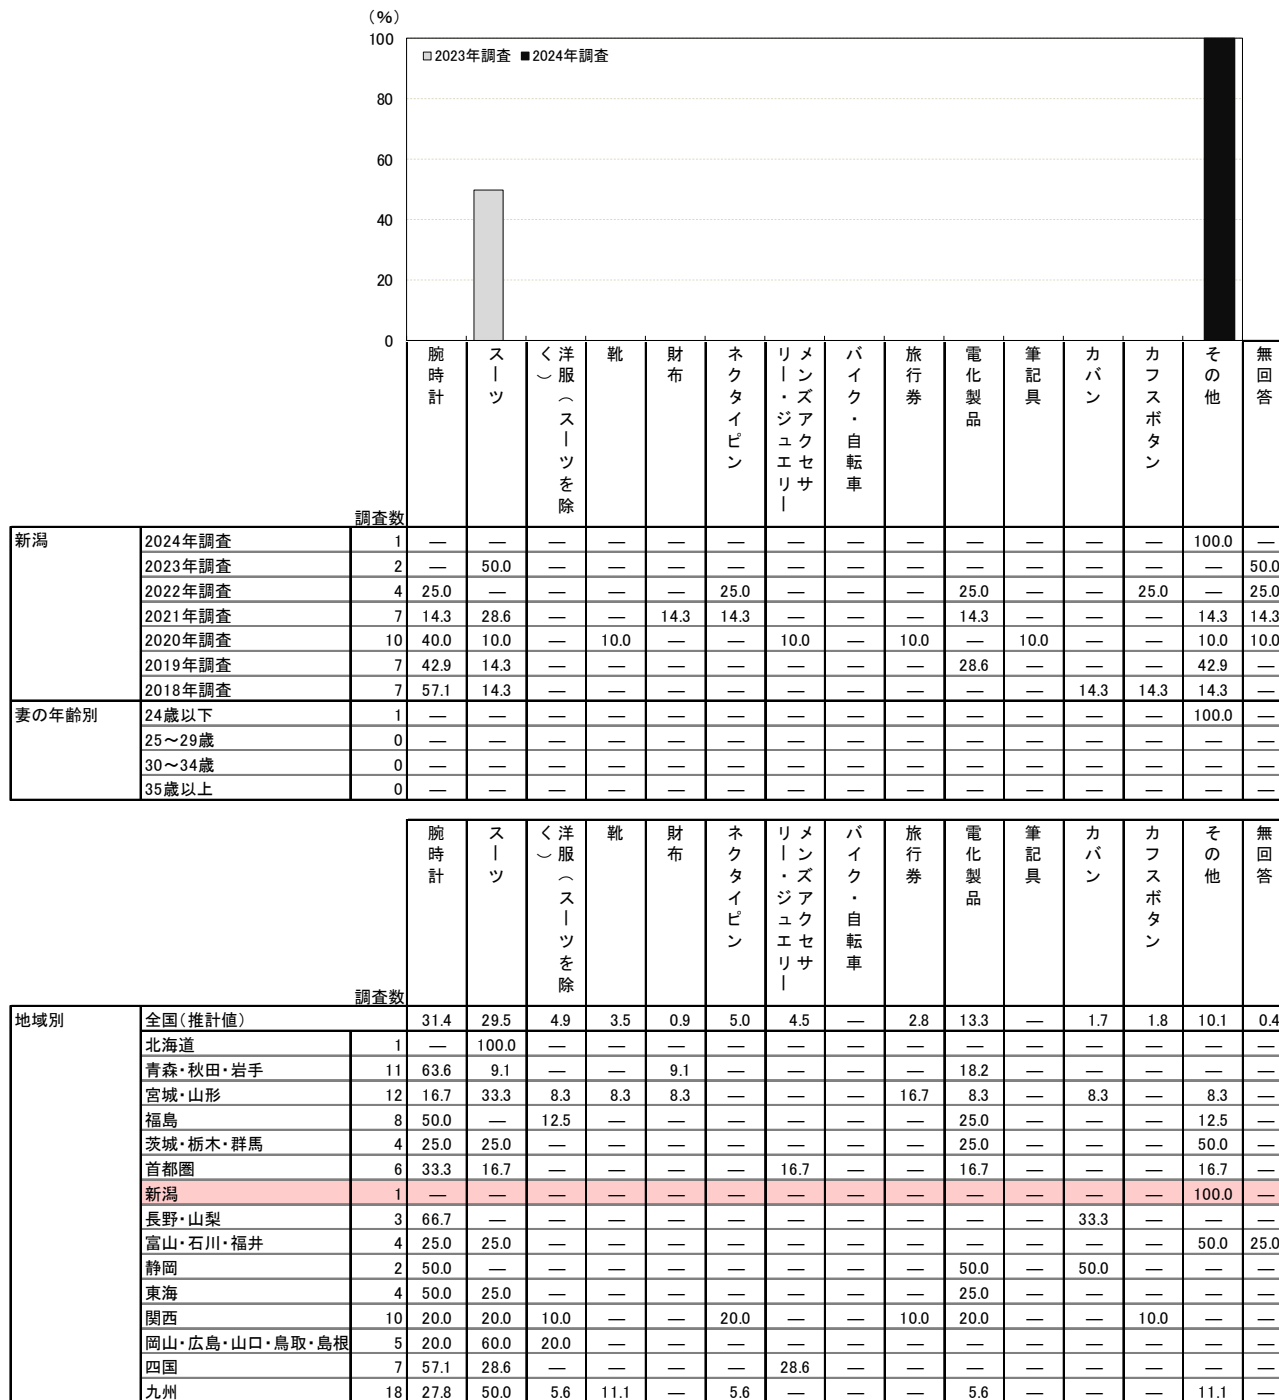 (%)
100
80
60
40
20
0
□2023年調査 ■2024年調査
調査数 腕時計 スーツ 洋服（スーツを除く） 靴 財布 ネクタイピン メンズアクセサリー・ジュエリー バイク・自転車 旅行券 電化製品 筆記具 カバン カフスボタン その他 無回答
新潟 2024年調査 1 — — — — — — — — — — — — — 100.0 —
2023年調査 2 — 50.0 — — — — — — — — — — — — 50.0
2022年調査 4 25.0 — — — — 25.0 — — — 25.0 — — 25.0 — 25.0
2021年調査 7 14.3 28.6 — — 14.3 14.3 — — — 14.3 — — — 14.3 14.3
2020年調査 10 40.0 10.0 — 10.0 — — 10.0 — 10.0 — 10.0 — — 10.0 10.0
2019年調査 7 42.9 14.3 — — — — — — — 28.6 — — — 42.9 —
2018年調査 7 57.1 14.3 — — — — — — — — — 14.3 14.3 14.3 —
妻の年齢別 24歳以下 1 — — — — — — — — — — — — — 100.0 —
25～29歳 0 — — — — — — — — — — — — — — —
30～34歳 0 — — — — — — — — — — — — — — —
35歳以上 0 — — — — — — — — — — — — — — —
調査数 腕時計 スーツ 洋服（スーツを除く） 靴 財布 ネクタイピン メンズアクセサリー・ジュエリー バイク・自転車 旅行券 電化製品 筆記具 カバン カフスボタン その他 無回答
地域別 全国(推計値) 31.4 29.5 4.9 3.5 0.9 5.0 4.5 — 2.8 13.3 — 1.7 1.8 10.1 0.4
北海道 1 — 100.0 — — — — — — — — — — — — —
青森・秋田・岩手 11 63.6 9.1 — — 9.1 — — — — 18.2 — — — — —
宮城・山形 12 16.7 33.3 8.3 8.3 8.3 — — — 16.7 8.3 — 8.3 — 8.3 —
福島 8 50.0 — 12.5 — — — — — — 25.0 — — — 12.5 —
茨城・栃木・群馬 4 25.0 25.0 — — — — — — — 25.0 — — — 50.0 —
首都圏 6 33.3 16.7 — — — — 16.7 — — 16.7 — — — 16.7 —
新潟 1 — — — — — — — — — — — — — 100.0 —
長野・山梨 3 66.7 — — — — — — — — — — 33.3 — — —
富山・石川・福井 4 25.0 25.0 — — — — — — — — — — — 50.0 25.0
静岡 2 50.0 — — — — — — — — 50.0 — 50.0 — — —
東海 4 50.0 25.0 — — — — — — — 25.0 — — — — —
関西 10 20.0 20.0 10.0 — — 20.0 — — 10.0 20.0 — — 10.0 — —
岡山・広島・山口・鳥取・島根 5 20.0 60.0 20.0 — — — — — — — — — — — —
四国 7 57.1 28.6 — — — — 28.6 — — — — — — — —
九州 18 27.8 50.0 5.6 11.1 — 5.6 — — — 5.6 — — — 11.1 —